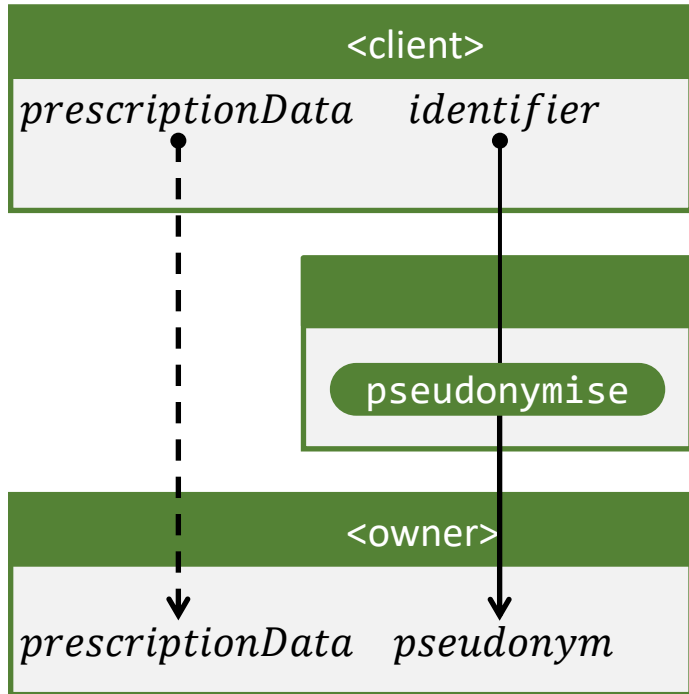 <client>
prescriptionData identifier
pseudonymise
<owner>
prescriptionData pseudonym